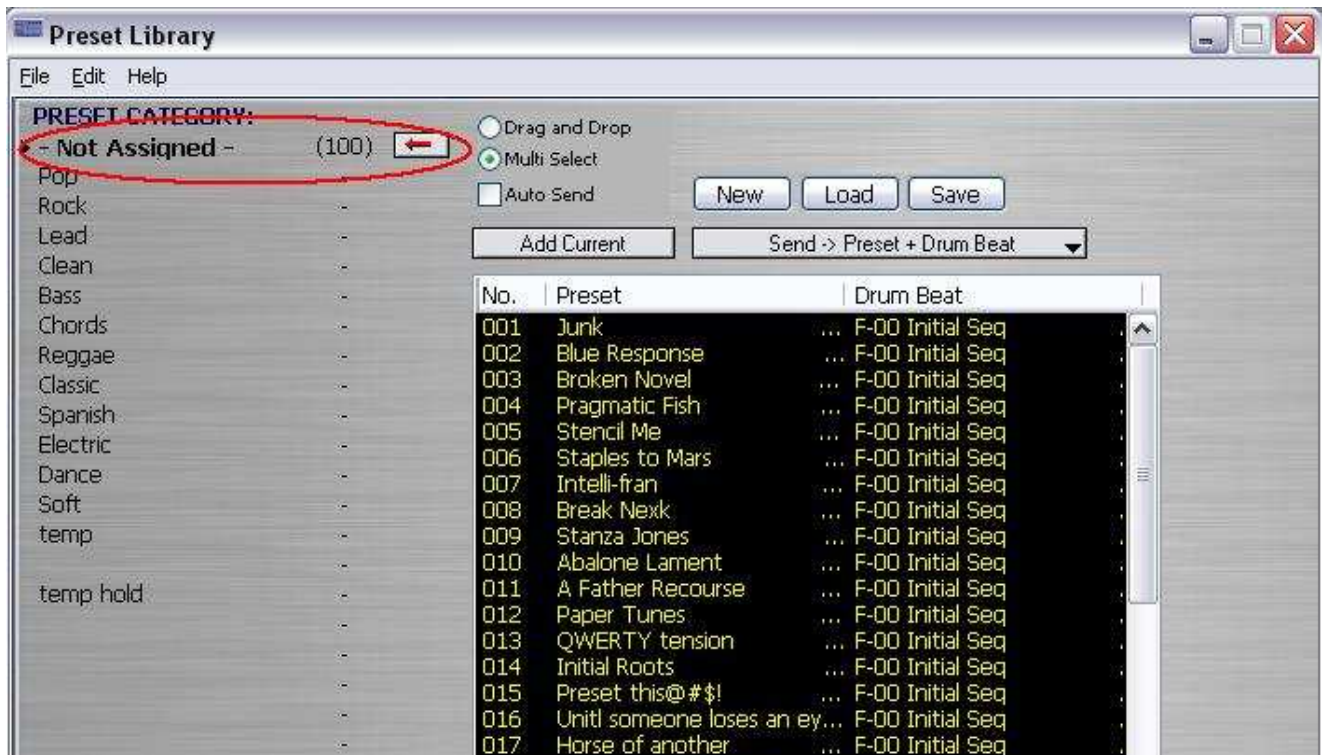 Preset Library
File Edit Help
PRESET CATEGORY:
- Not Assigned - (100)
Pop -
Rock -
Lead -
Clean -
Bass -
Chords -
Reggae -
Classic -
Spanish -
Electric -
Dance -
Soft -
temp -
-
temp hold -
-
-
-
-
-
Drag and Drop
Multi Select
Auto Send
New Load Save
Add Current Send -> Preset + Drum Beat
No. Preset Drum Beat
001 Junk ... F-00 Initial Seq
002 Blue Response ... F-00 Initial Seq
003 Broken Novel ... F-00 Initial Seq
004 Pragmatic Fish ... F-00 Initial Seq
005 Stencil Me ... F-00 Initial Seq
006 Staples to Mars ... F-00 Initial Seq
007 Intelli-fran ... F-00 Initial Seq
008 Break Nexk ... F-00 Initial Seq
009 Stanza Jones ... F-00 Initial Seq
010 Abalone Lament ... F-00 Initial Seq
011 A Father Recourse ... F-00 Initial Seq
012 Paper Tunes ... F-00 Initial Seq
013 QWERTY tension ... F-00 Initial Seq
014 Initial Roots ... F-00 Initial Seq
015 Preset this@#$! ... F-00 Initial Seq
016 Unitl someone loses an ey... F-00 Initial Seq
017 Horse of another ... F-00 Initial Seq